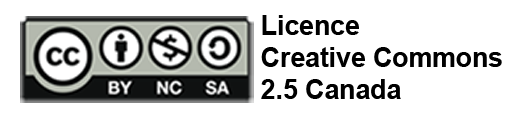 Licence
Creative Commons
2.5 Canada
cc
BY NC SA